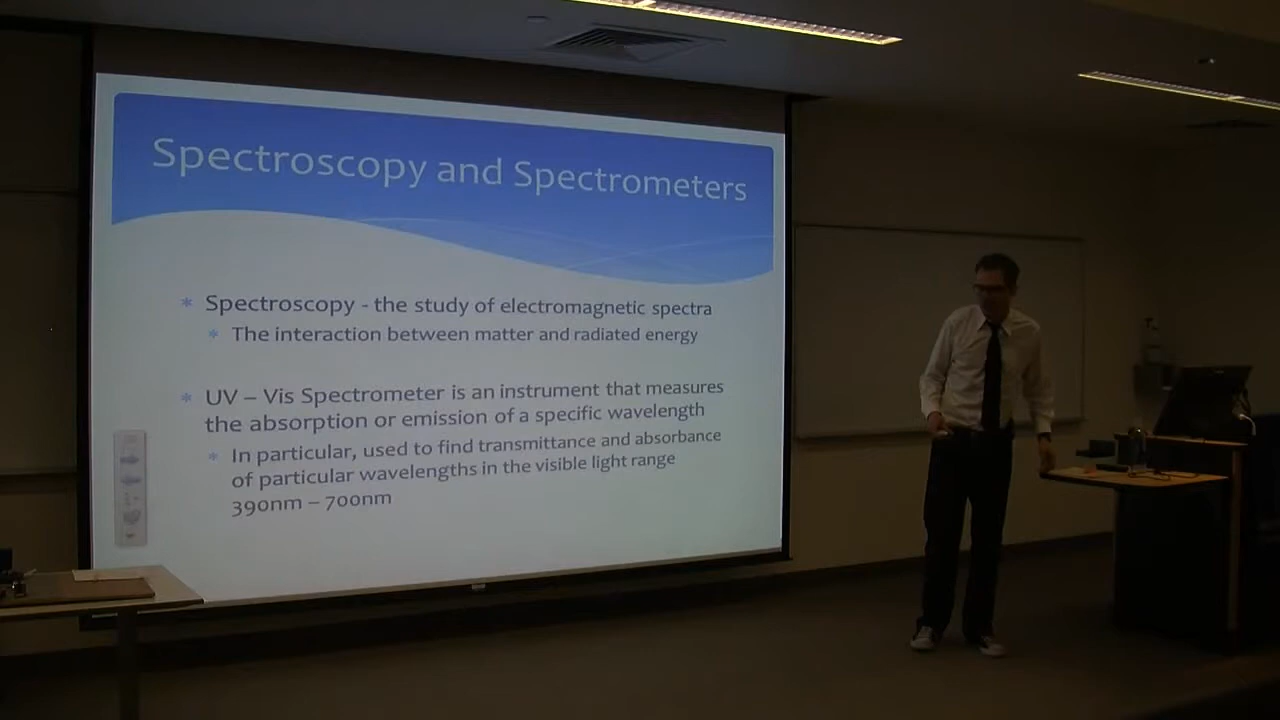 Spectroscopy and Spectrometers
* Spectroscopy - the study of electromagnetic spectra
* The interaction between matter and radiated energy
* UV – Vis Spectrometer is an instrument that measures
the absorption or emission of a specific wavelength
* In particular, used to find transmittance and absorbance
of particular wavelengths in the visible light range
390nm – 700nm